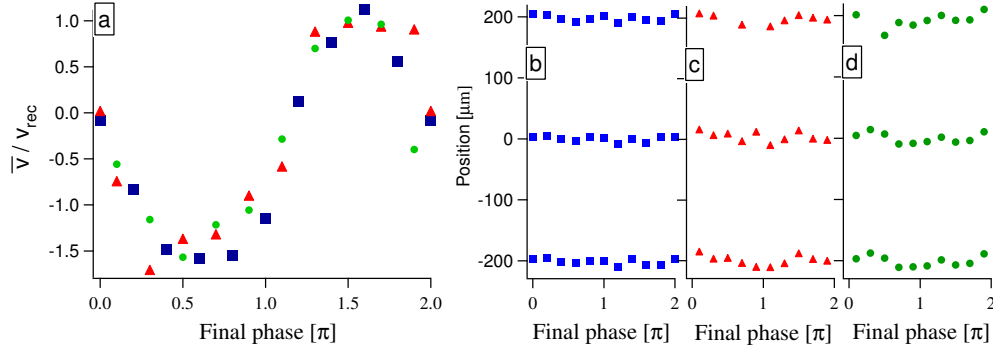 a
1.0
0.5
0.0
-0.5
-1.0
-1.5
v̅ / v_rec
0.0 0.5 1.0 1.5 2.0
Final phase [π]
200
100
0
-100
-200
Position [μm]
b
0 1 2
Final phase [π]
c
0 1 2
Final phase [π]
d
0 1 2
Final phase [π]